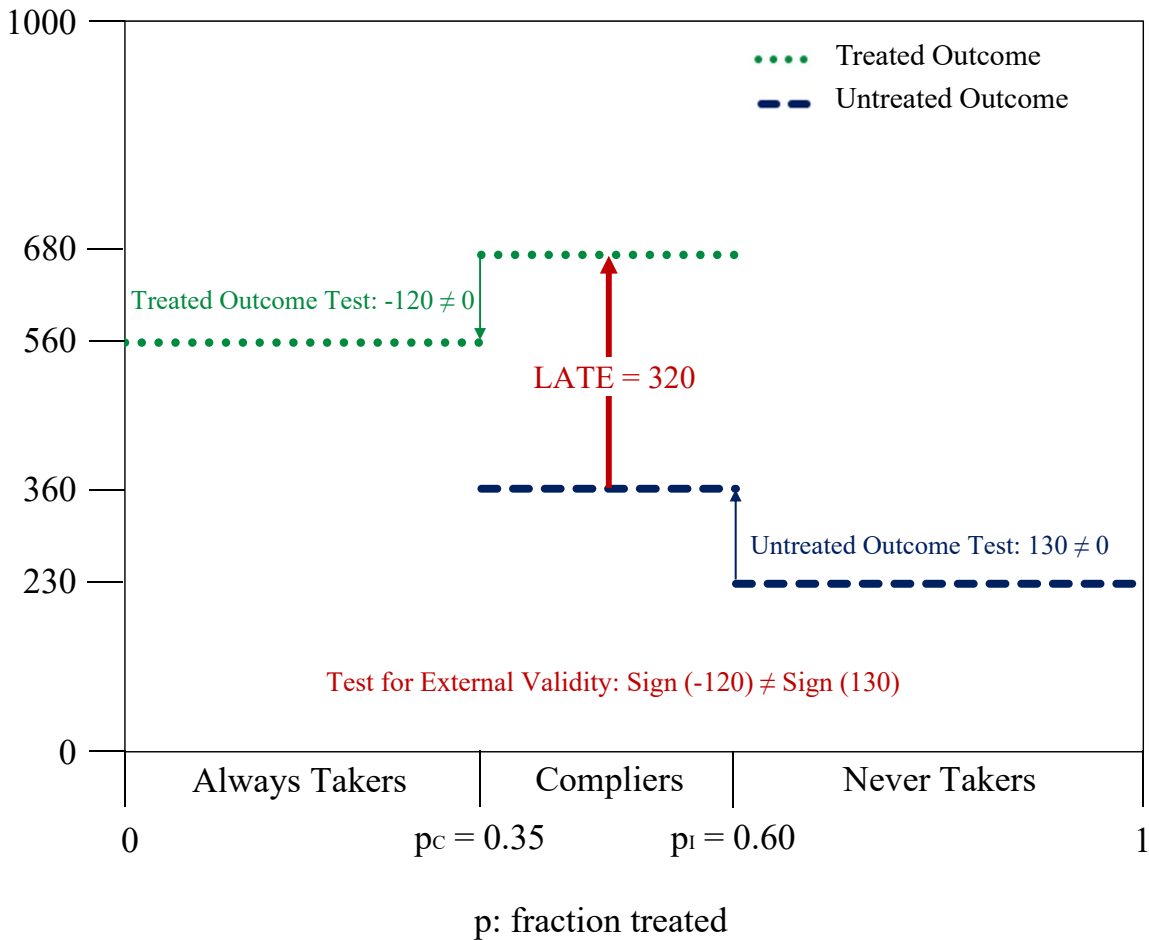 1000
Treated Outcome
Untreated Outcome
680
Treated Outcome Test: -120 ≠ 0
560
LATE = 320
360
Untreated Outcome Test: 130 ≠ 0
230
Test for External Validity: Sign (-120) ≠ Sign (130)
0
Always Takers
Compliers
Never Takers
0
pC = 0.35
pI = 0.60
1
p: fraction treated